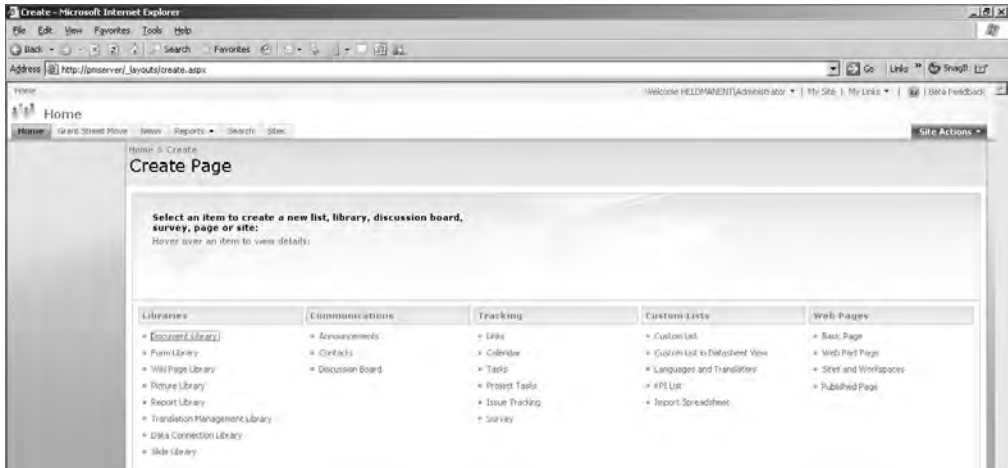 Create - Microsoft Internet Explorer
File Edit View Favorites Tools Help
Back Search Favorites
Address http://pmserver/_layouts/create.aspx Go Links » SnagIt
Home Welcome HELDMANENT\Administrator | My Site | My Links | Beta Feedback
Home
Home Grant Street Move News Reports Search Sites Site Actions
Home > Create
Create Page
Select an item to create a new list, library, discussion board,
survey, page or site:
Hover over an item to view details:
Libraries Communications Tracking Custom Lists Web Pages
Document Library Announcements Links Custom List Basic Page
Form Library Contacts Calendar Custom List in Datasheet View Web Part Page
Wiki Page Library Discussion Board Tasks Languages and Translators Sites and Workspaces
Picture Library Project Tasks KPI List Published Page
Report Library Issue Tracking Import Spreadsheet
Translation Management Library Survey
Data Connection Library
Slide Library